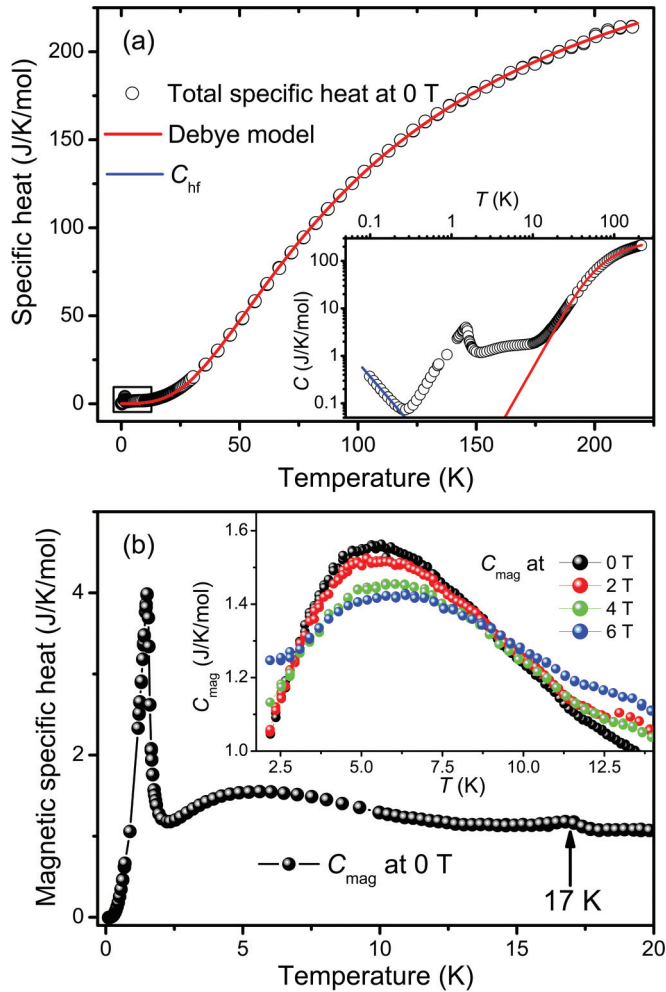 (a)
Total specific heat at 0 T
Debye model
C_hf
Specific heat (J/K/mol)
200
150
100
50
0
0 50 100 150 200
Temperature (K)
T (K)
0.1 1 10 100
C (J/K/mol)
100
10
1
0.1
(b)
Magnetic specific heat (J/K/mol)
4
2
0
0 5 10 15 20
Temperature (K)
C_mag at 0 T
17 K
C_mag (J/K/mol)
1.6
1.4
1.2
1.0
2.5 5.0 7.5 10.0 12.5
T (K)
C_mag at
0 T
2 T
4 T
6 T